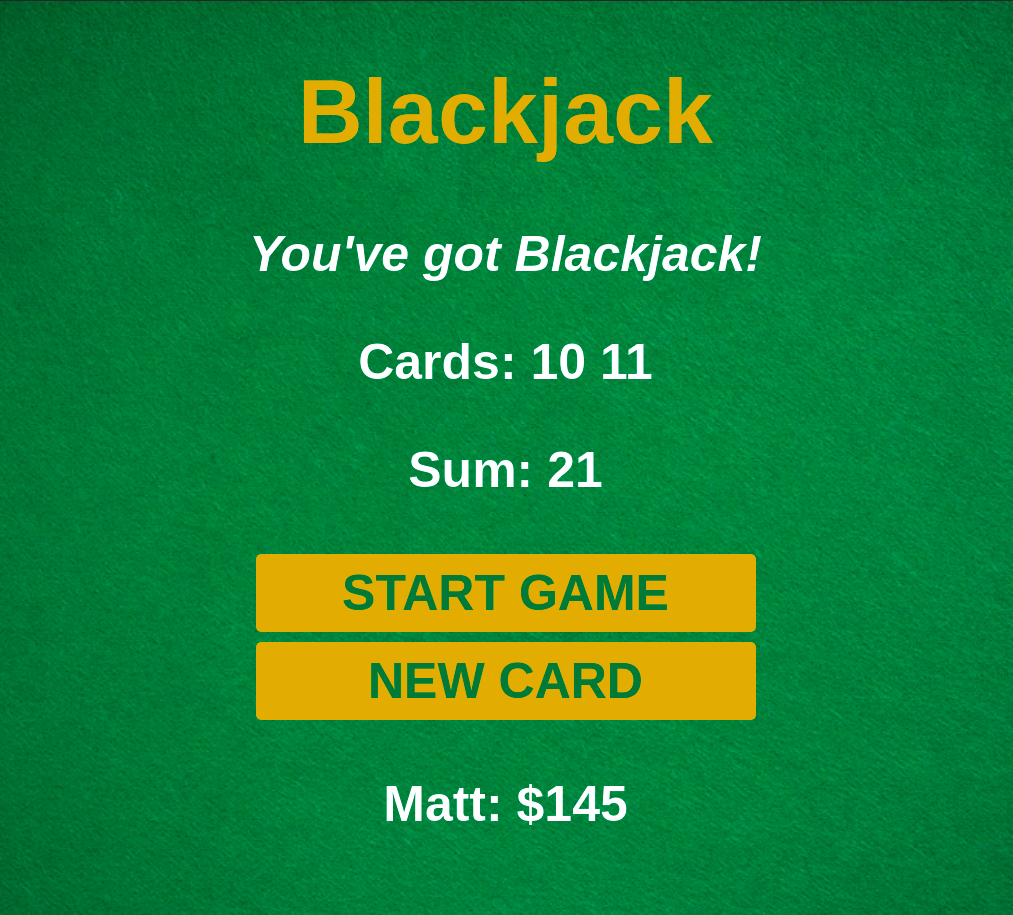 Blackjack
You've got Blackjack!
Cards: 10 11
Sum: 21
START GAME
NEW CARD
Matt: $145